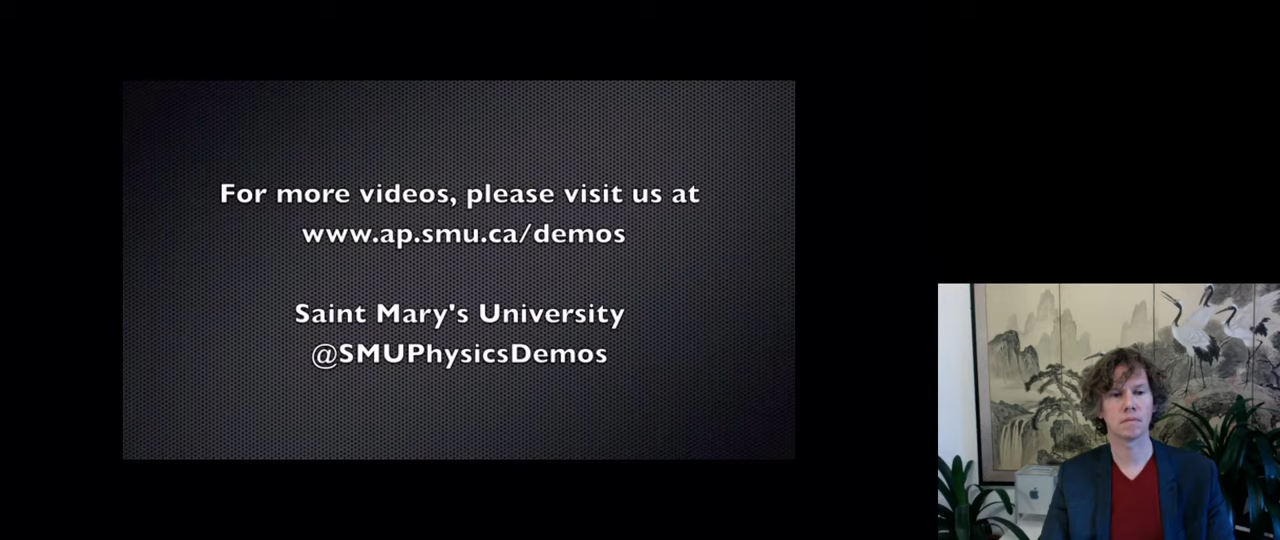 For more videos, please visit us at
www.ap.smu.ca/demos
Saint Mary's University
@SMUPhysicsDemos